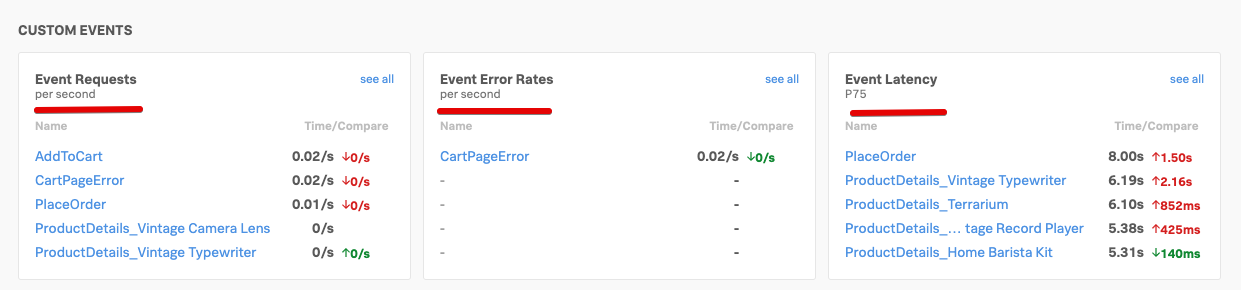 CUSTOM EVENTS
Event Requests see all
per second
Name Time/Compare
AddToCart 0.02/s ↓0/s
CartPageError 0.02/s ↓0/s
PlaceOrder 0.01/s ↓0/s
ProductDetails_Vintage Camera Lens 0/s
ProductDetails_Vintage Typewriter 0/s ↑0/s
Event Error Rates see all
per second
Name Time/Compare
CartPageError 0.02/s ↓0/s
- -
- -
- -
- -
Event Latency see all
P75
Name Time/Compare
PlaceOrder 8.00s ↑1.50s
ProductDetails_Vintage Typewriter 6.19s ↑2.16s
ProductDetails_Terrarium 6.10s ↑852ms
ProductDetails_... tage Record Player 5.38s ↑425ms
ProductDetails_Home Barista Kit 5.31s ↓140ms